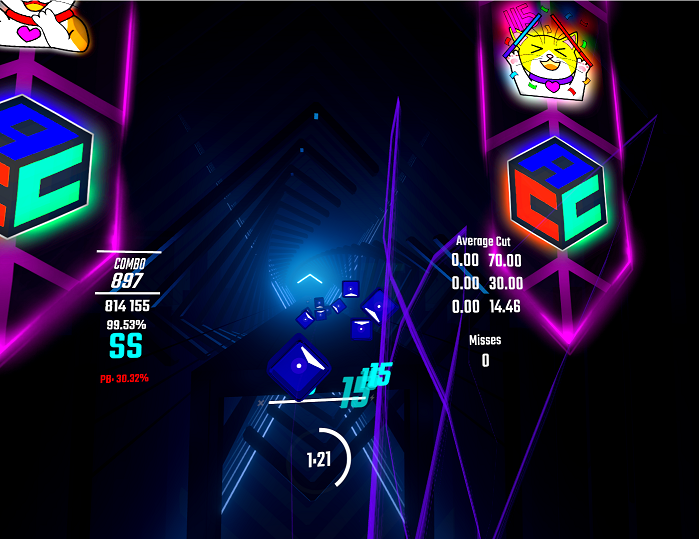 A
C
C
A
C
C
COMBO
897
814 155
99.53%
SS
PB: 30.32%
Average Cut
0.00 70.00
0.00 30.00
0.00 14.46
Misses
0
115
1:21